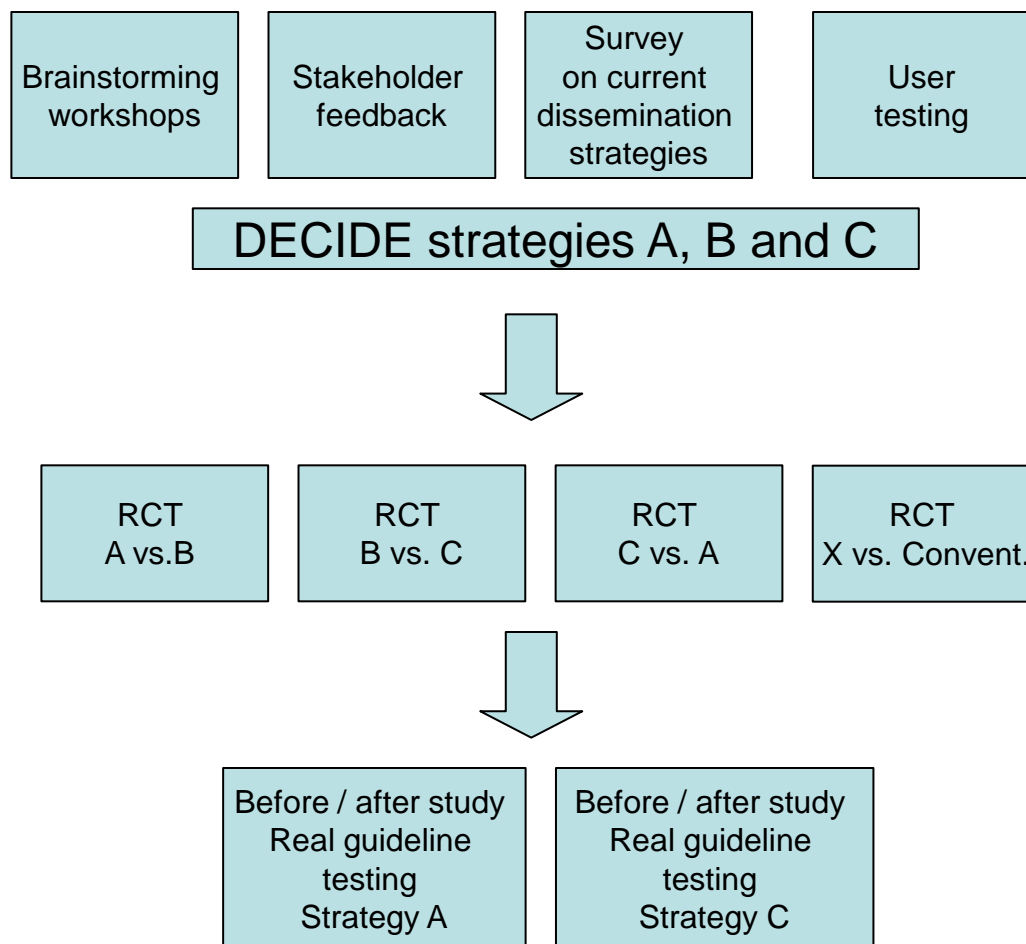 Brainstorming
workshops
Stakeholder
feedback
Survey
on current
dissemination
strategies
User
testing
DECIDE strategies A, B and C
RCT
A vs.B
RCT
B vs. C
RCT
C vs. A
RCT
X vs. Convent.
Before / after study
Real guideline
testing
Strategy A
Before / after study
Real guideline
testing
Strategy C